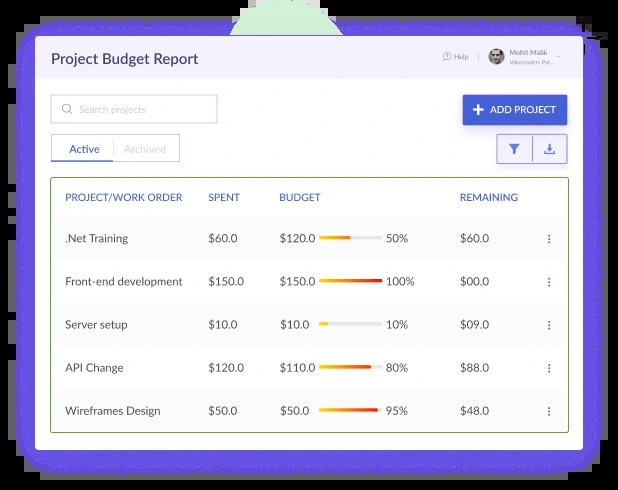 Project Budget Report
Help
Mohit Malik
Valuecoders Pvt...
Search projects
ADD PROJECT
Active Archived
PROJECT/WORK ORDER SPENT BUDGET REMAINING
.Net Training $60.0 $120.0 50% $60.0
Front-end development $150.0 $150.0 100% $00.0
Server setup $10.0 $10.0 10% $09.0
API Change $120.0 $110.0 80% $88.0
Wireframes Design $50.0 $50.0 95% $48.0